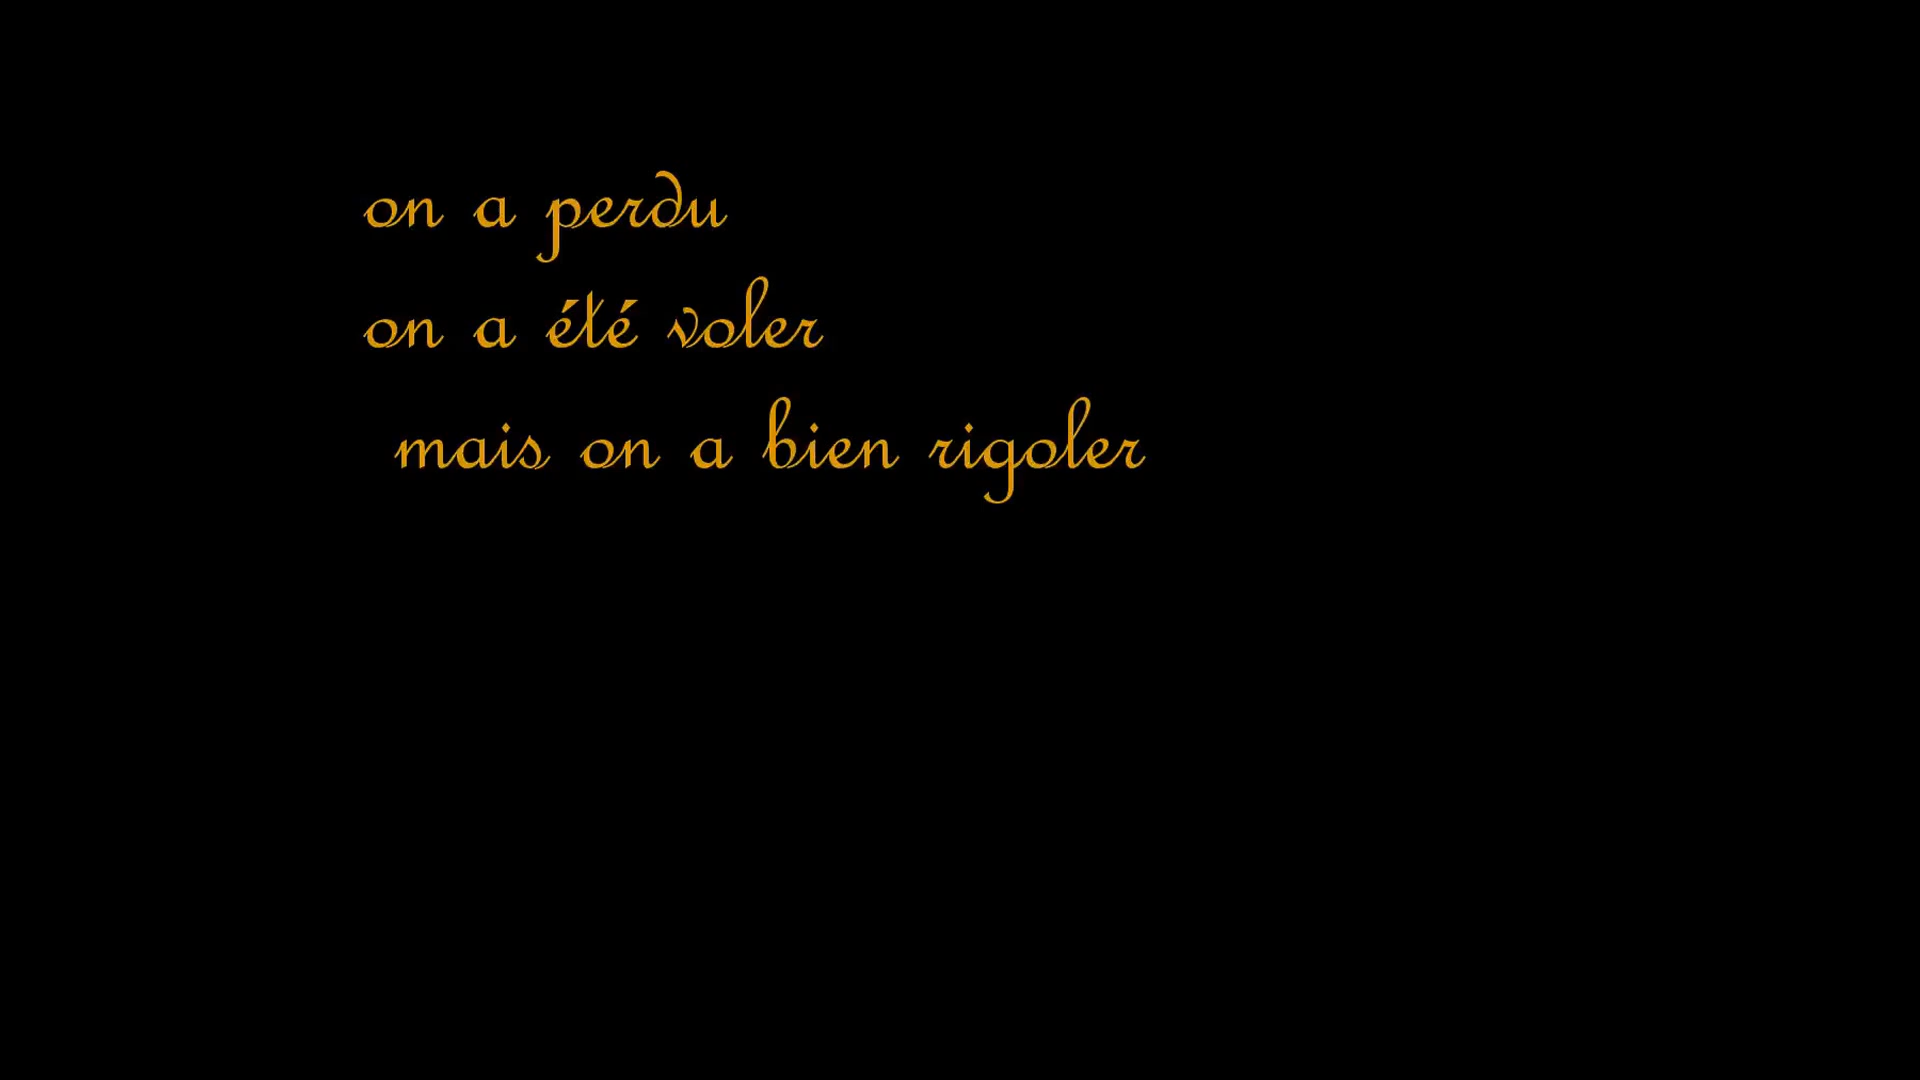 on a perdu
on a été voler
mais on a bien rigoler